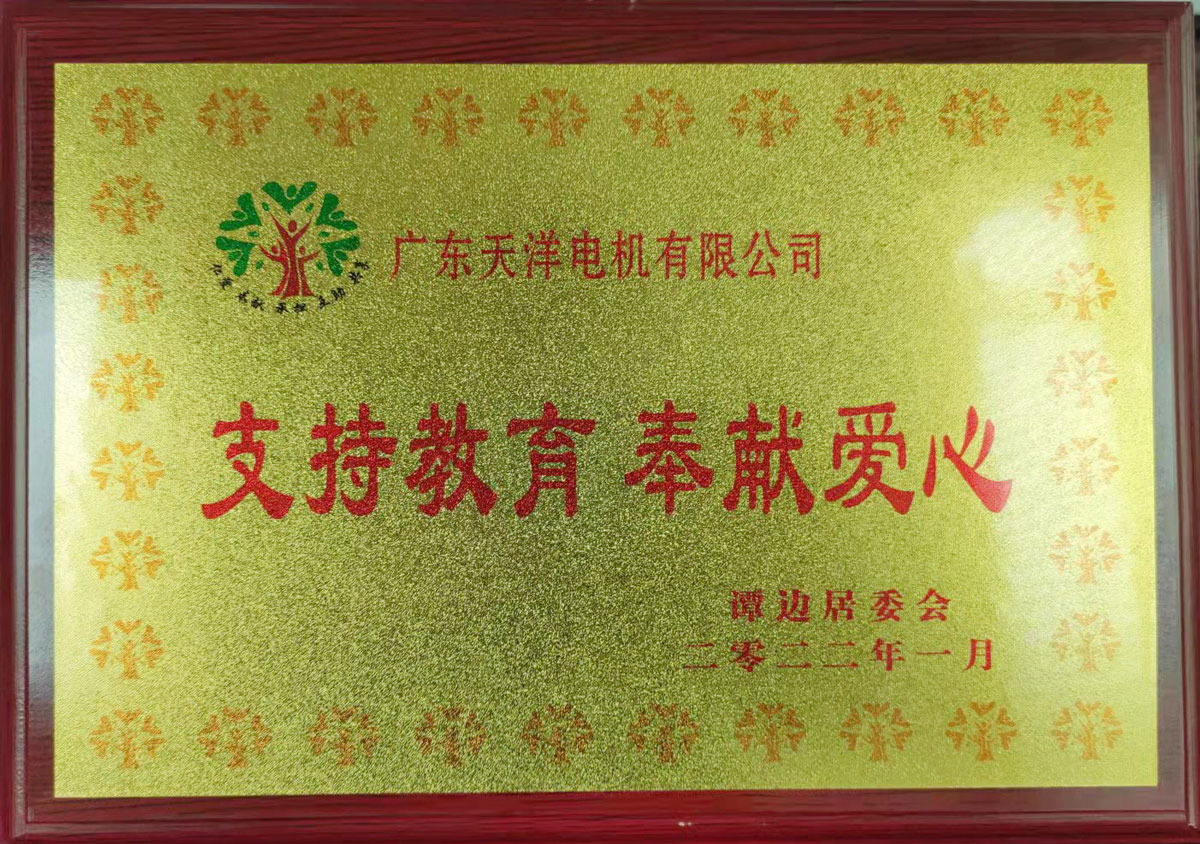 广东天洋电机有限公司
支持教育 奉献爱心
谭边居委会
二零二二年一月